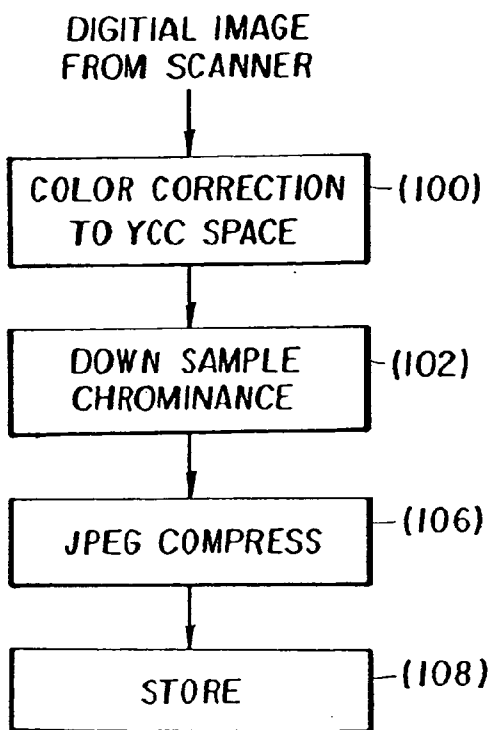 DIGITIAL IMAGE
FROM SCANNER
COLOR CORRECTION
TO YCC SPACE
(100)
DOWN SAMPLE
CHROMINANCE
(102)
JPEG COMPRESS
(106)
STORE
(108)